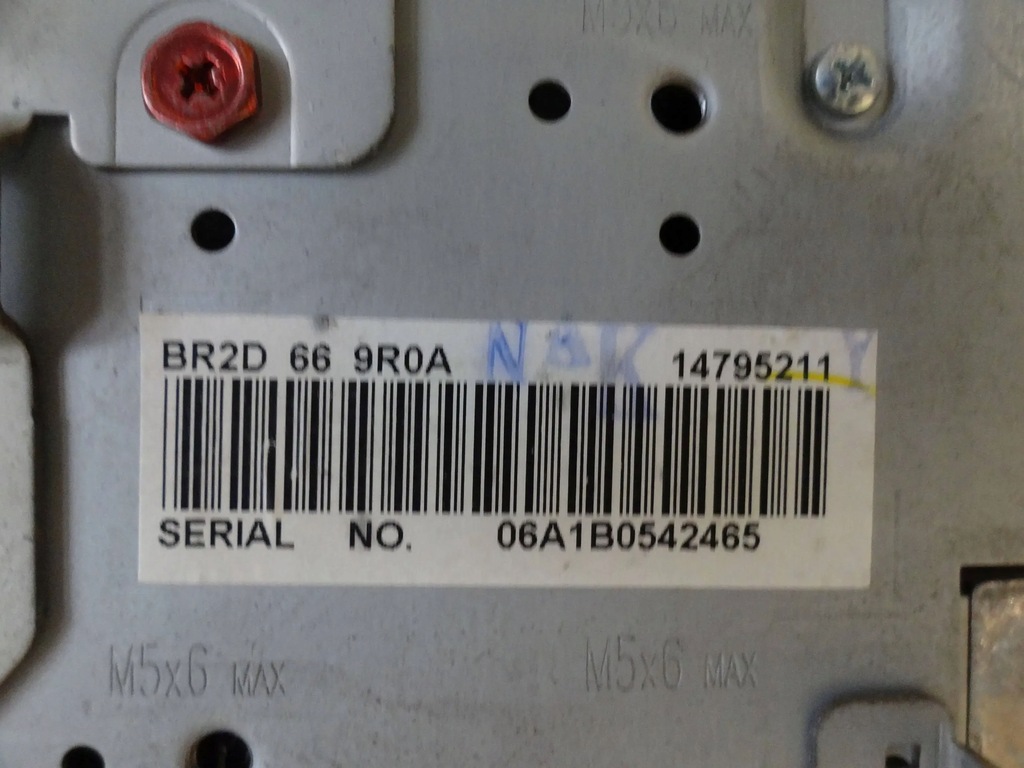 M5x6 MAX
BR2D 66 9R0A 14795211
SERIAL NO. 06A1B0542465
M5x6 MAX M5x6 MAX